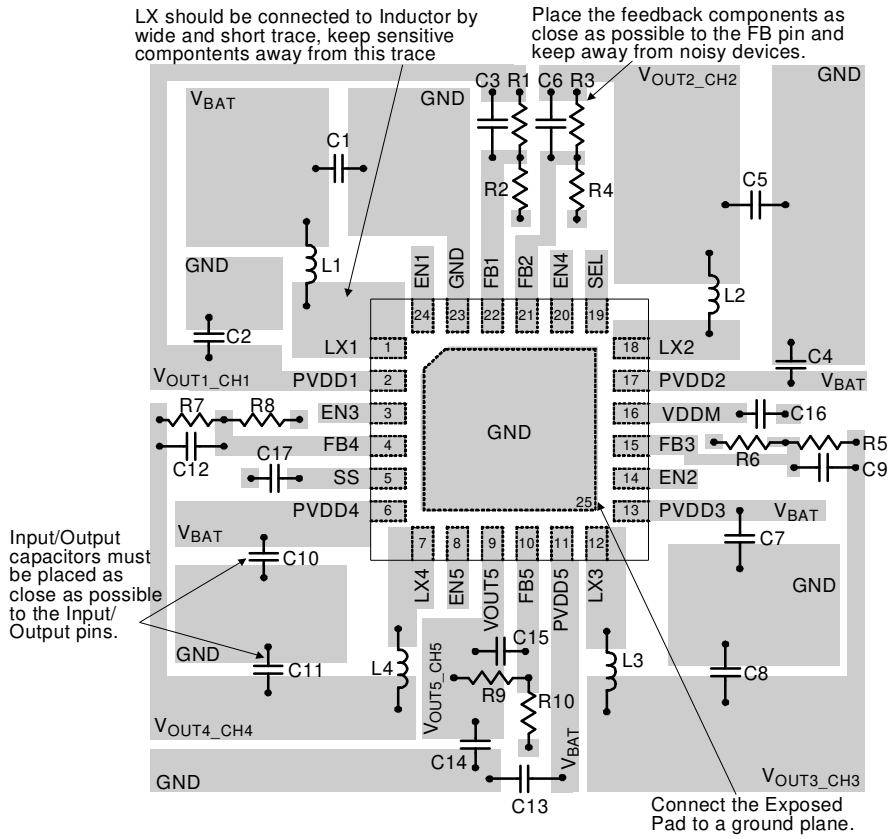 LX should be connected to Inductor by
wide and short trace, keep sensitive
compontents away from this trace
Place the feedback components as
close as possible to the FB pin and
keep away from noisy devices.
VBAT
GND
C3
R1
C6
R3
VOUT2_CH2
GND
C1
R2
R4
C5
GND
L1
EN1
GND
FB1
FB2
EN4
SEL
L2
24
23
22
21
20
19
C2
LX1
1
18
LX2
C4
VOUT1_CH1
PVDD1
2
17
PVDD2
VBAT
R7
R8
EN3
3
16
VDDM
C16
GND
C12
FB4
4
15
FB3
R6
R5
C17
SS
5
14
EN2
C9
PVDD4
6
25
13
PVDD3
VBAT
VBAT
Input/Output
capacitors must
be placed as
close as possible
to the Input/
Output pins.
C10
7
8
9
10
11
12
C7
LX4
EN5
VOUT5
FB5
PVDD5
LX3
GND
GND
C11
L4
VOUT5_CH5
C15
R9
R10
L3
C8
VOUT4_CH4
C14
VBAT
GND
C13
VOUT3_CH3
Connect the Exposed
Pad to a ground plane.